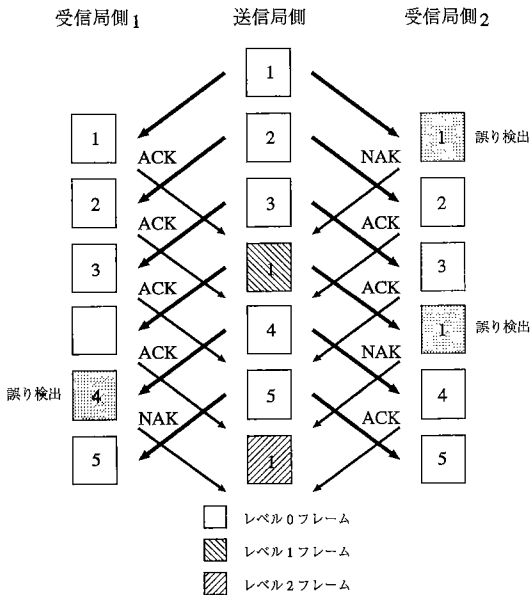 受信局側1
送信局側
受信局側2
1
1
1
誤り検出
ACK
2
NAK
2
3
2
ACK
ACK
3
1
3
ACK
ACK
4
1
誤り検出
ACK
NAK
誤り検出
4
5
4
NAK
ACK
5
1
5
レベル0フレーム
レベル1フレーム
レベル2フレーム